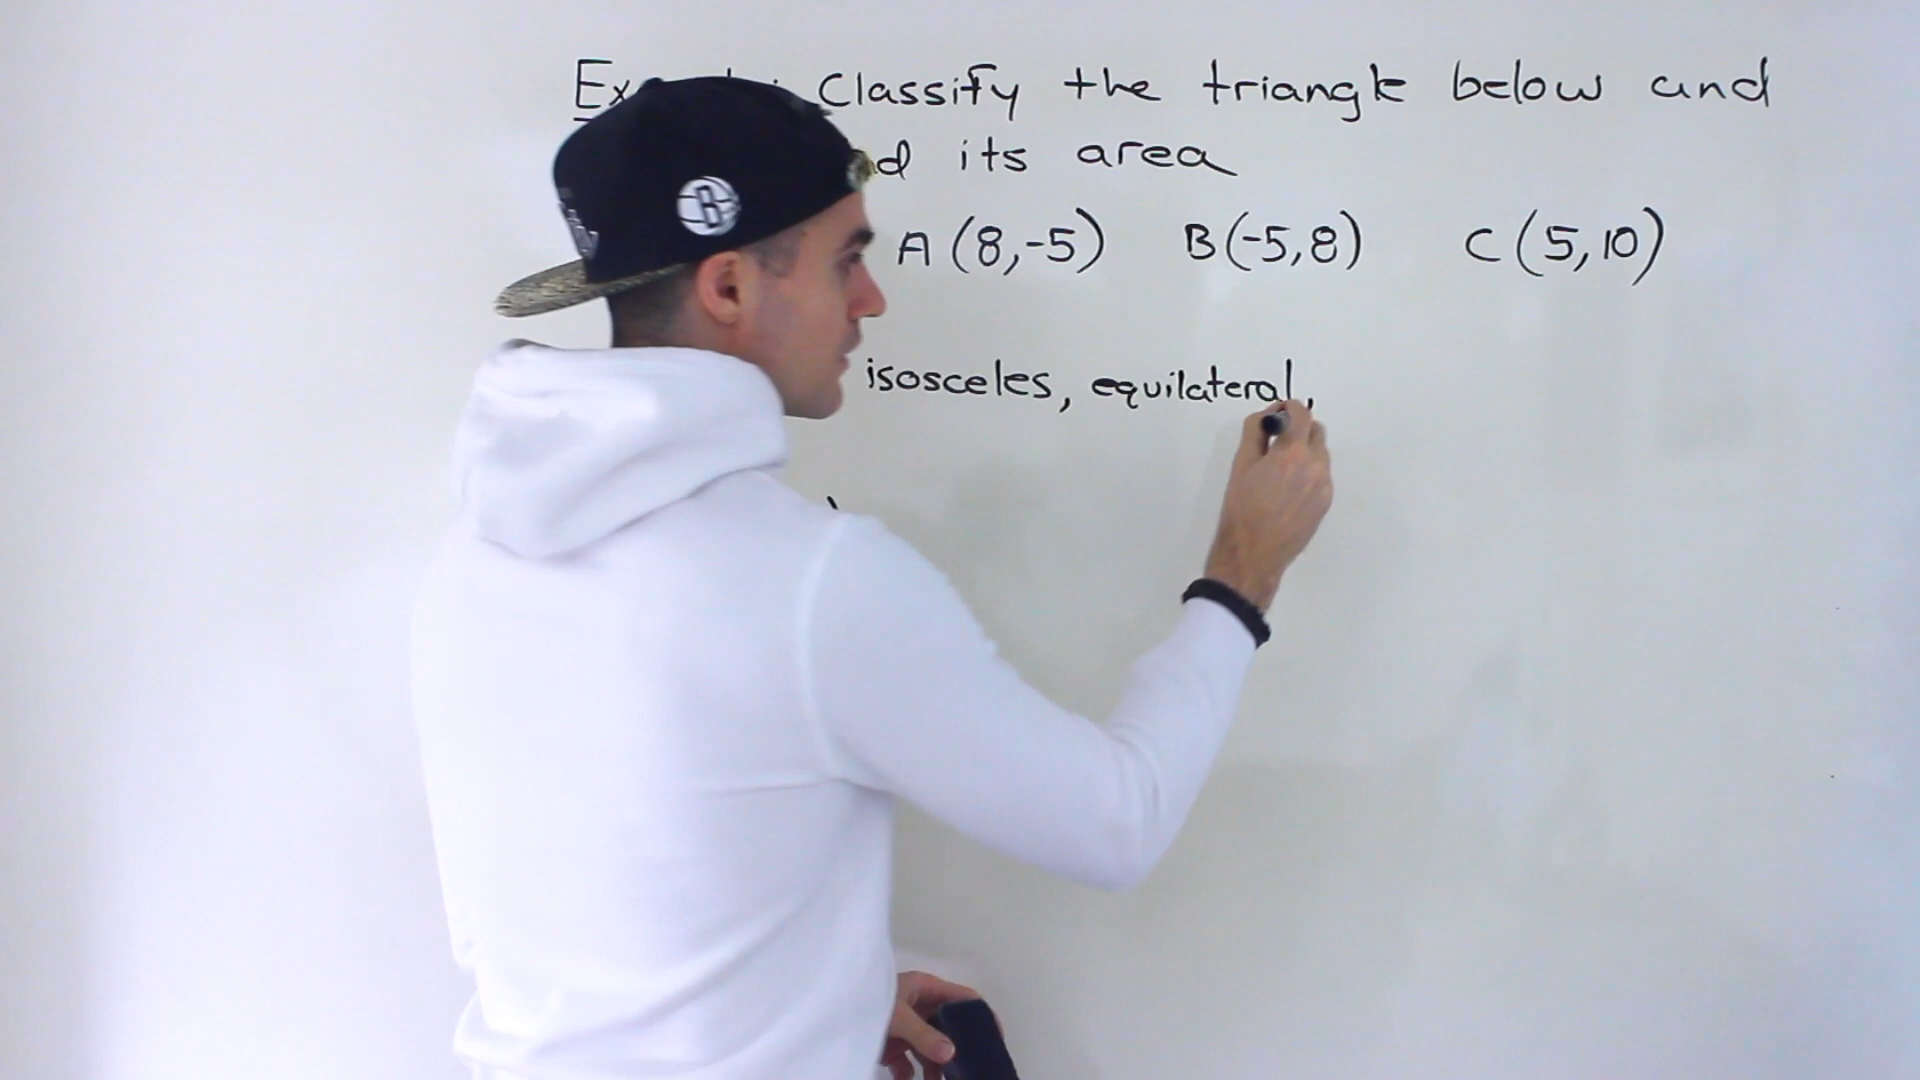 Classify the triangle below and
its area
A (8,-5) B(-5,8) C (5,10)
isosceles, equilateral,
B